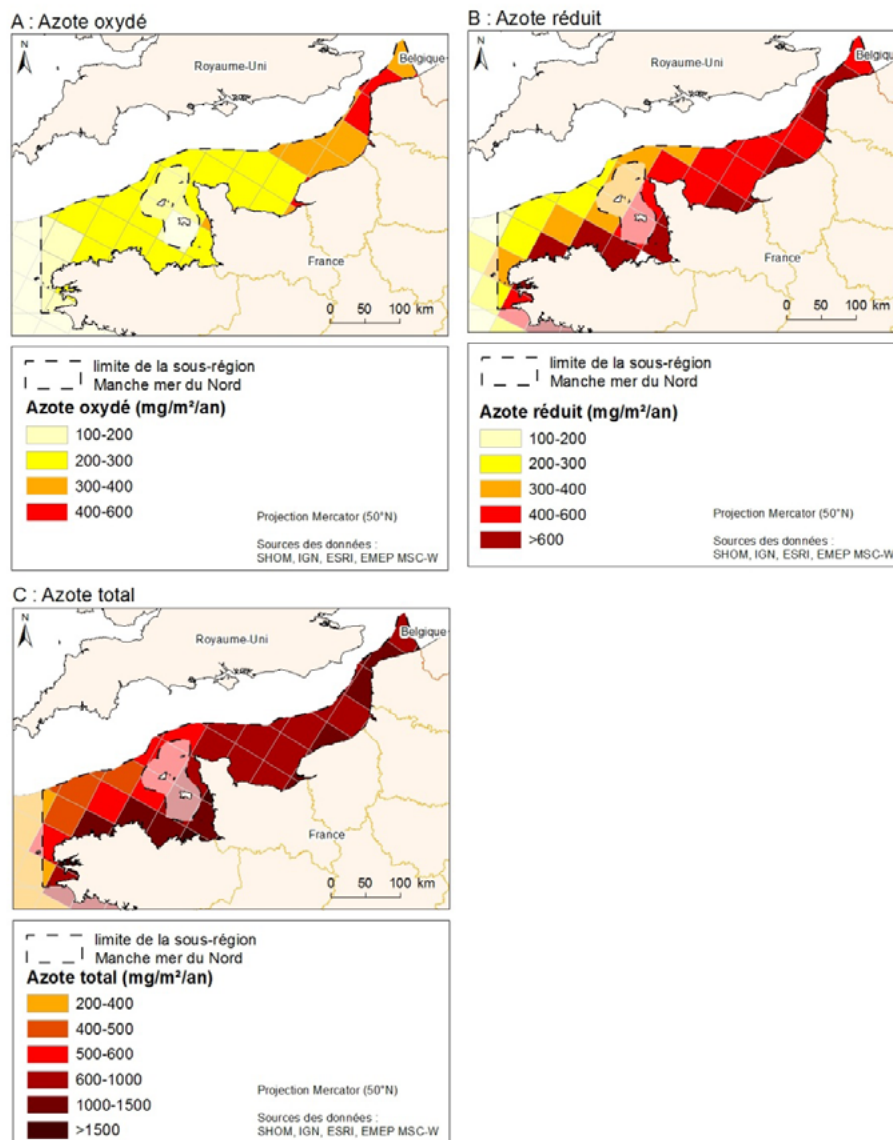 A : Azote oxydé
N
Royaume-Uni
Belgique
France
0 50 100 km
limite de la sous-région
Manche mer du Nord
Azote oxydé (mg/m²/an)
100-200
200-300
300-400
400-600
Projection Mercator (50°N)
Sources des données :
SHOM, IGN, ESRI, EMEP MSC-W
B : Azote réduit
N
Royaume-Uni
Belgique
France
0 50 100 km
limite de la sous-région
Manche mer du Nord
Azote réduit (mg/m²/an)
100-200
200-300
300-400
400-600
>600
Projection Mercator (50°N)
Sources des données :
SHOM, IGN, ESRI, EMEP MSC-W
C : Azote total
N
Royaume-Uni
Belgique
France
0 50 100 km
limite de la sous-région
Manche mer du Nord
Azote total (mg/m²/an)
200-400
400-500
500-600
600-1000
1000-1500
>1500
Projection Mercator (50°N)
Sources des données :
SHOM, IGN, ESRI, EMEP MSC-W